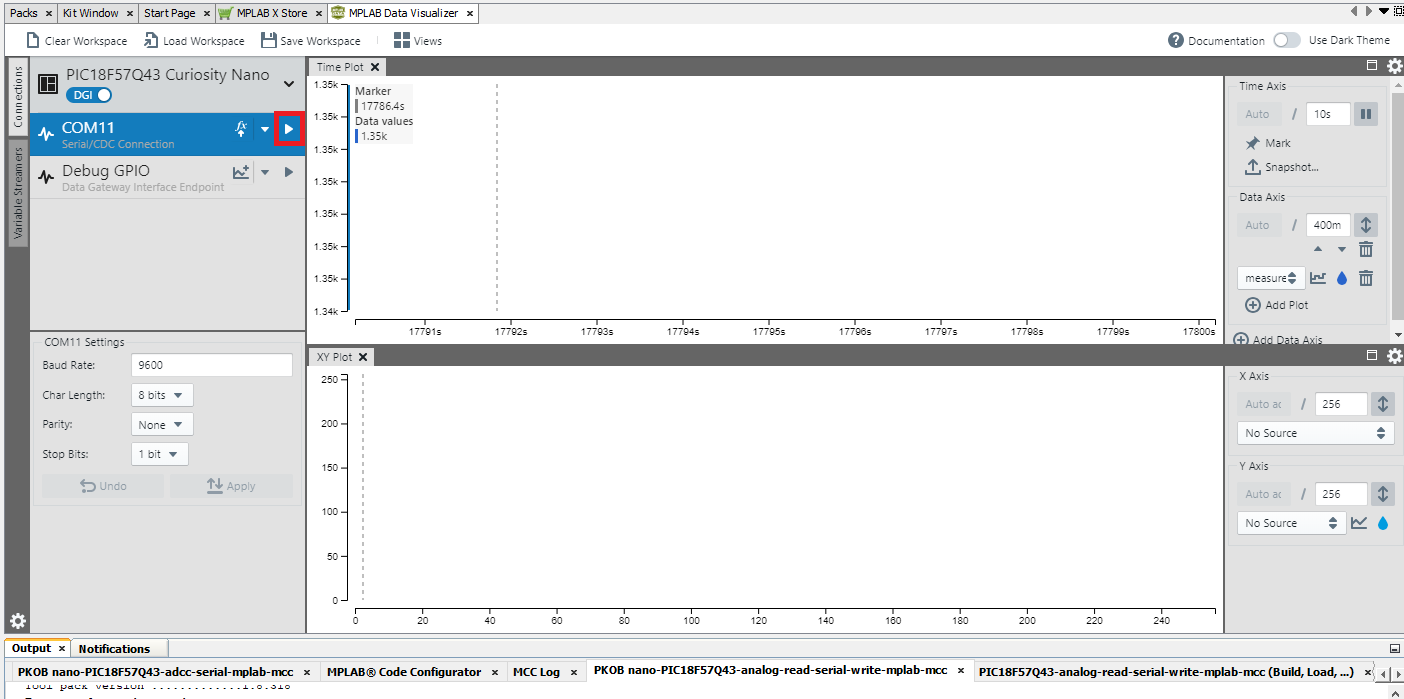 Packs × Kit Window × Start Page × MPLAB X Store × MPLAB Data Visualizer ×
Clear Workspace Load Workspace Save Workspace Views Documentation Use Dark Theme
Connections
Variable Streamers
PIC18F57Q43 Curiosity Nano
DGI
COM11
Serial/CDC Connection
Debug GPIO
Data Gateway Interface Endpoint
COM11 Settings
Baud Rate: 9600
Char Length: 8 bits
Parity: None
Stop Bits: 1 bit
Undo Apply
Time Plot
1.35k
1.35k
1.35k
1.35k
1.35k
1.35k
1.35k
1.34k
Marker
17786.4s
Data values
1.35k
17791s 17792s 17793s 17794s 17795s 17796s 17797s 17798s 17799s 17800s
Time Axis
Auto / 10s
Mark
Snapshot...
Data Axis
Auto / 400m
measure
Add Plot
Add Data Axis
XY Plot
250
200
150
100
50
0
0 20 40 60 80 100 120 140 160 180 200 220 240
X Axis
Auto ac / 256
No Source
Y Axis
Auto ac / 256
No Source
Output × Notifications
PKOB nano-PIC18F57Q43-adcc-serial-mplab-mcc × MPLAB® Code Configurator × MCC Log × PKOB nano-PIC18F57Q43-analog-read-serial-write-mplab-mcc × PIC18F57Q43-analog-read-serial-write-mplab-mcc (Build, Load, ...) ×
Tool pack version .............1.8.318